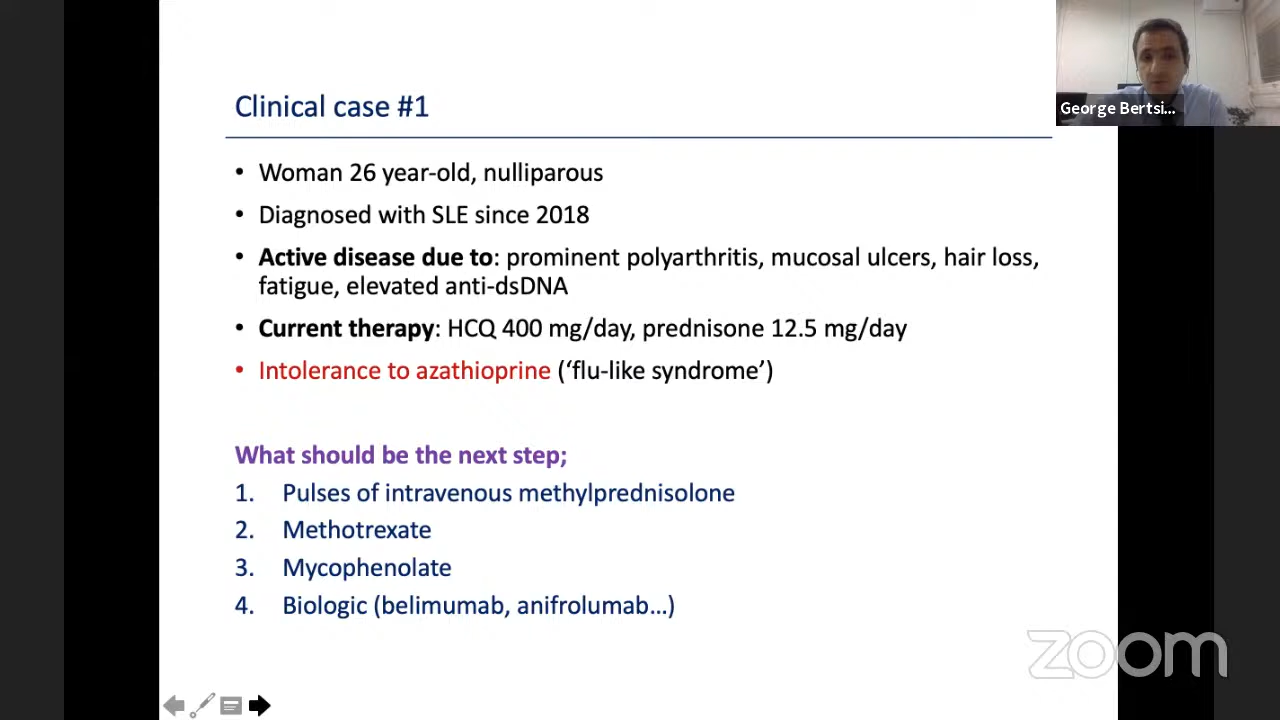 Clinical case #1
George Bertsi...
• Woman 26 year-old, nulliparous
• Diagnosed with SLE since 2018
• Active disease due to: prominent polyarthritis, mucosal ulcers, hair loss,
fatigue, elevated anti-dsDNA
• Current therapy: HCQ 400 mg/day, prednisone 12.5 mg/day
• Intolerance to azathioprine (‘flu-like syndrome’)
What should be the next step;
1. Pulses of intravenous methylprednisolone
2. Methotrexate
3. Mycophenolate
4. Biologic (belimumab, anifrolumab…)
zoom